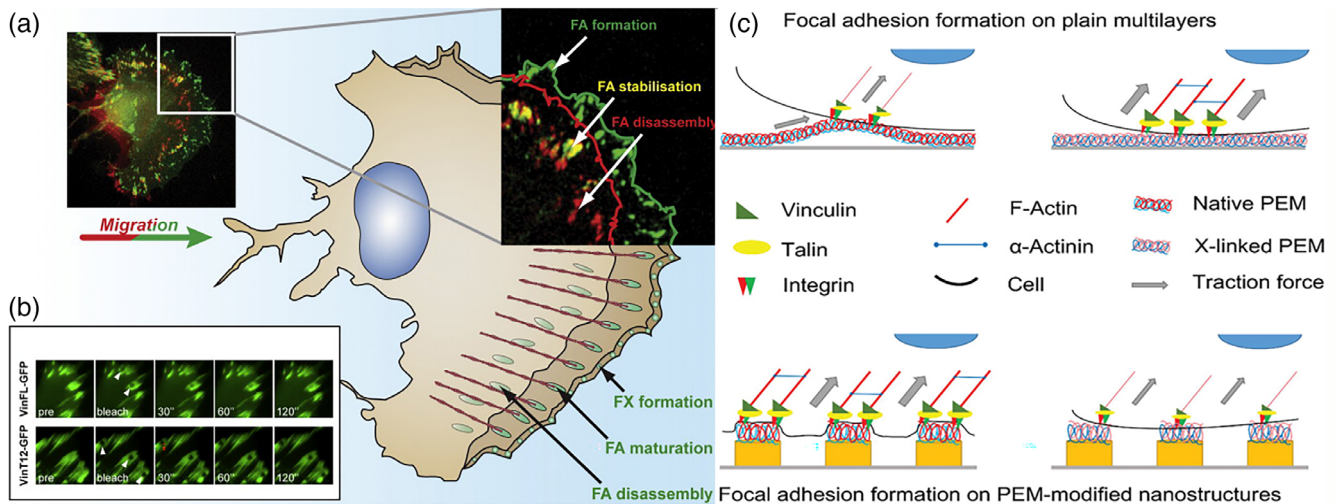 (a)
FA formation
FA stabilisation
FA disassembly
Migration
FX formation
FA maturation
FA disassembly
(b)
VinFL-GFP
pre
bleach
30"
60"
120"
VinT12-GFP
pre
bleach
30"
60"
120"
(c)
Focal adhesion formation on plain multilayers
Vinculin
F-Actin
Native PEM
Talin
α-Actinin
X-linked PEM
Integrin
Cell
Traction force
Focal adhesion formation on PEM-modified nanostructures